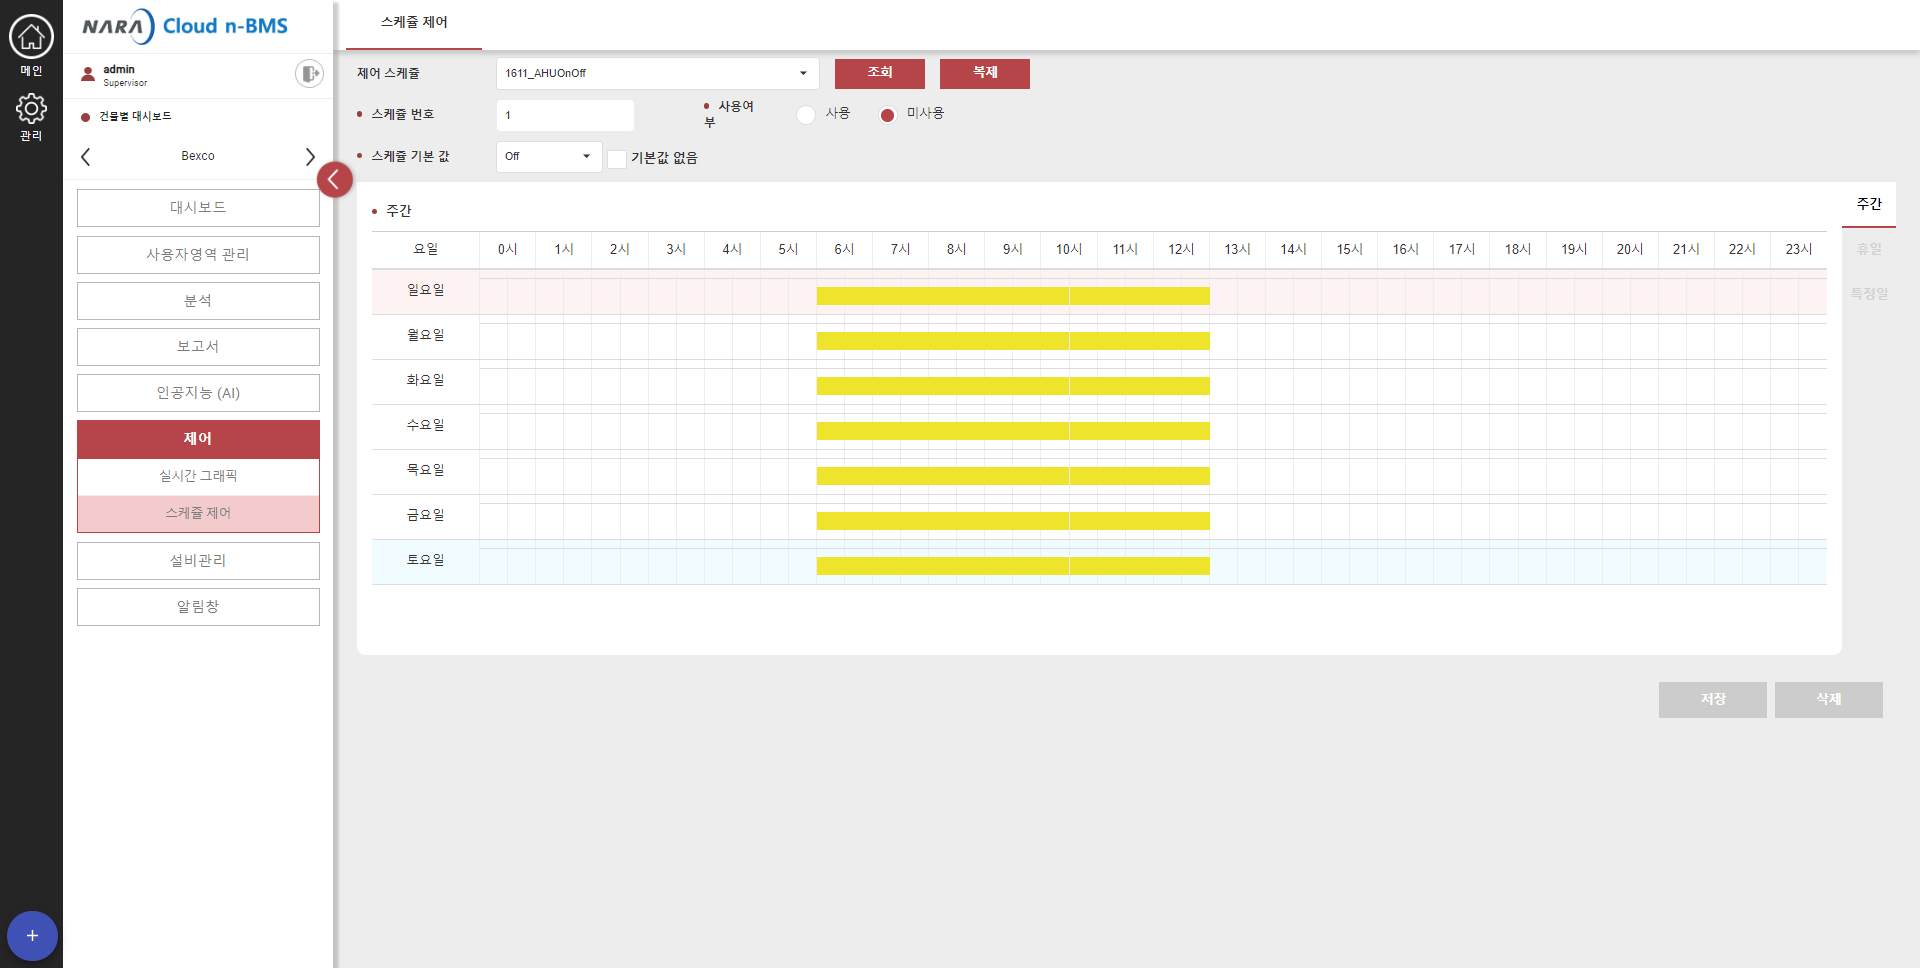 메인
관리
NARA Cloud n-BMS
admin
Supervisor
건물별 대시보드
Bexco
대시보드
사용자영역 관리
분석
보고서
인공지능 (AI)
제어
실시간 그래픽
스케쥴 제어
설비관리
알림창
+
스케쥴 제어
제어 스케쥴 1611_AHUOnOff 조회 복제
스케쥴 번호 1 사용여부 사용 미사용
스케쥴 기본 값 Off 기본값 없음
주간
요일 0시 1시 2시 3시 4시 5시 6시 7시 8시 9시 10시 11시 12시 13시 14시 15시 16시 17시 18시 19시 20시 21시 22시 23시
일요일
월요일
화요일
수요일
목요일
금요일
토요일
주간
휴일
특정일
저장 삭제